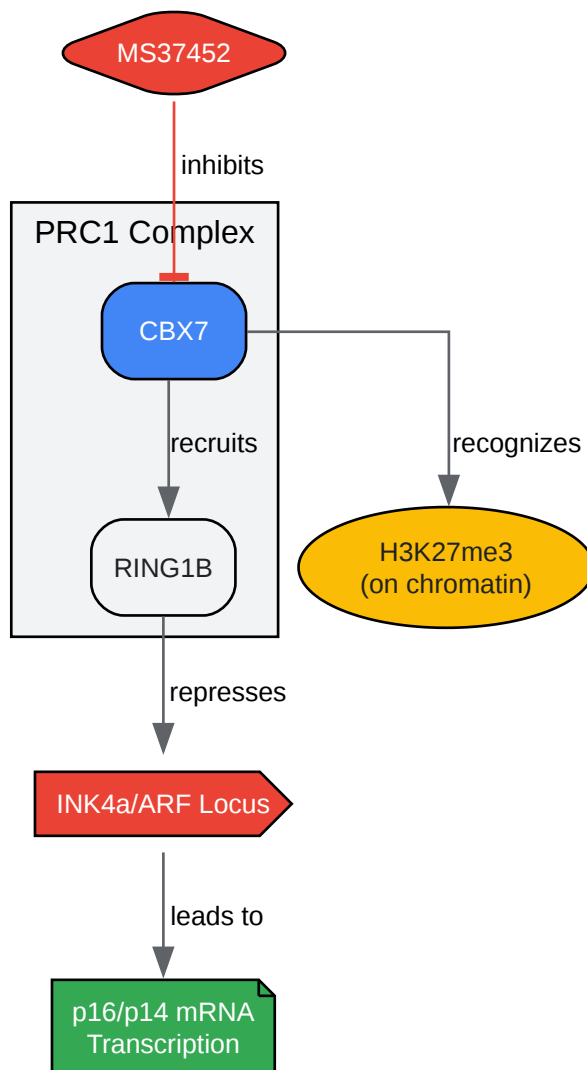 MS37452
inhibits
PRC1 Complex
CBX7
recruits
recognizes
RING1B
H3K27me3
(on chromatin)
represses
INK4a/ARF Locus
leads to
p16/p14 mRNA
Transcription